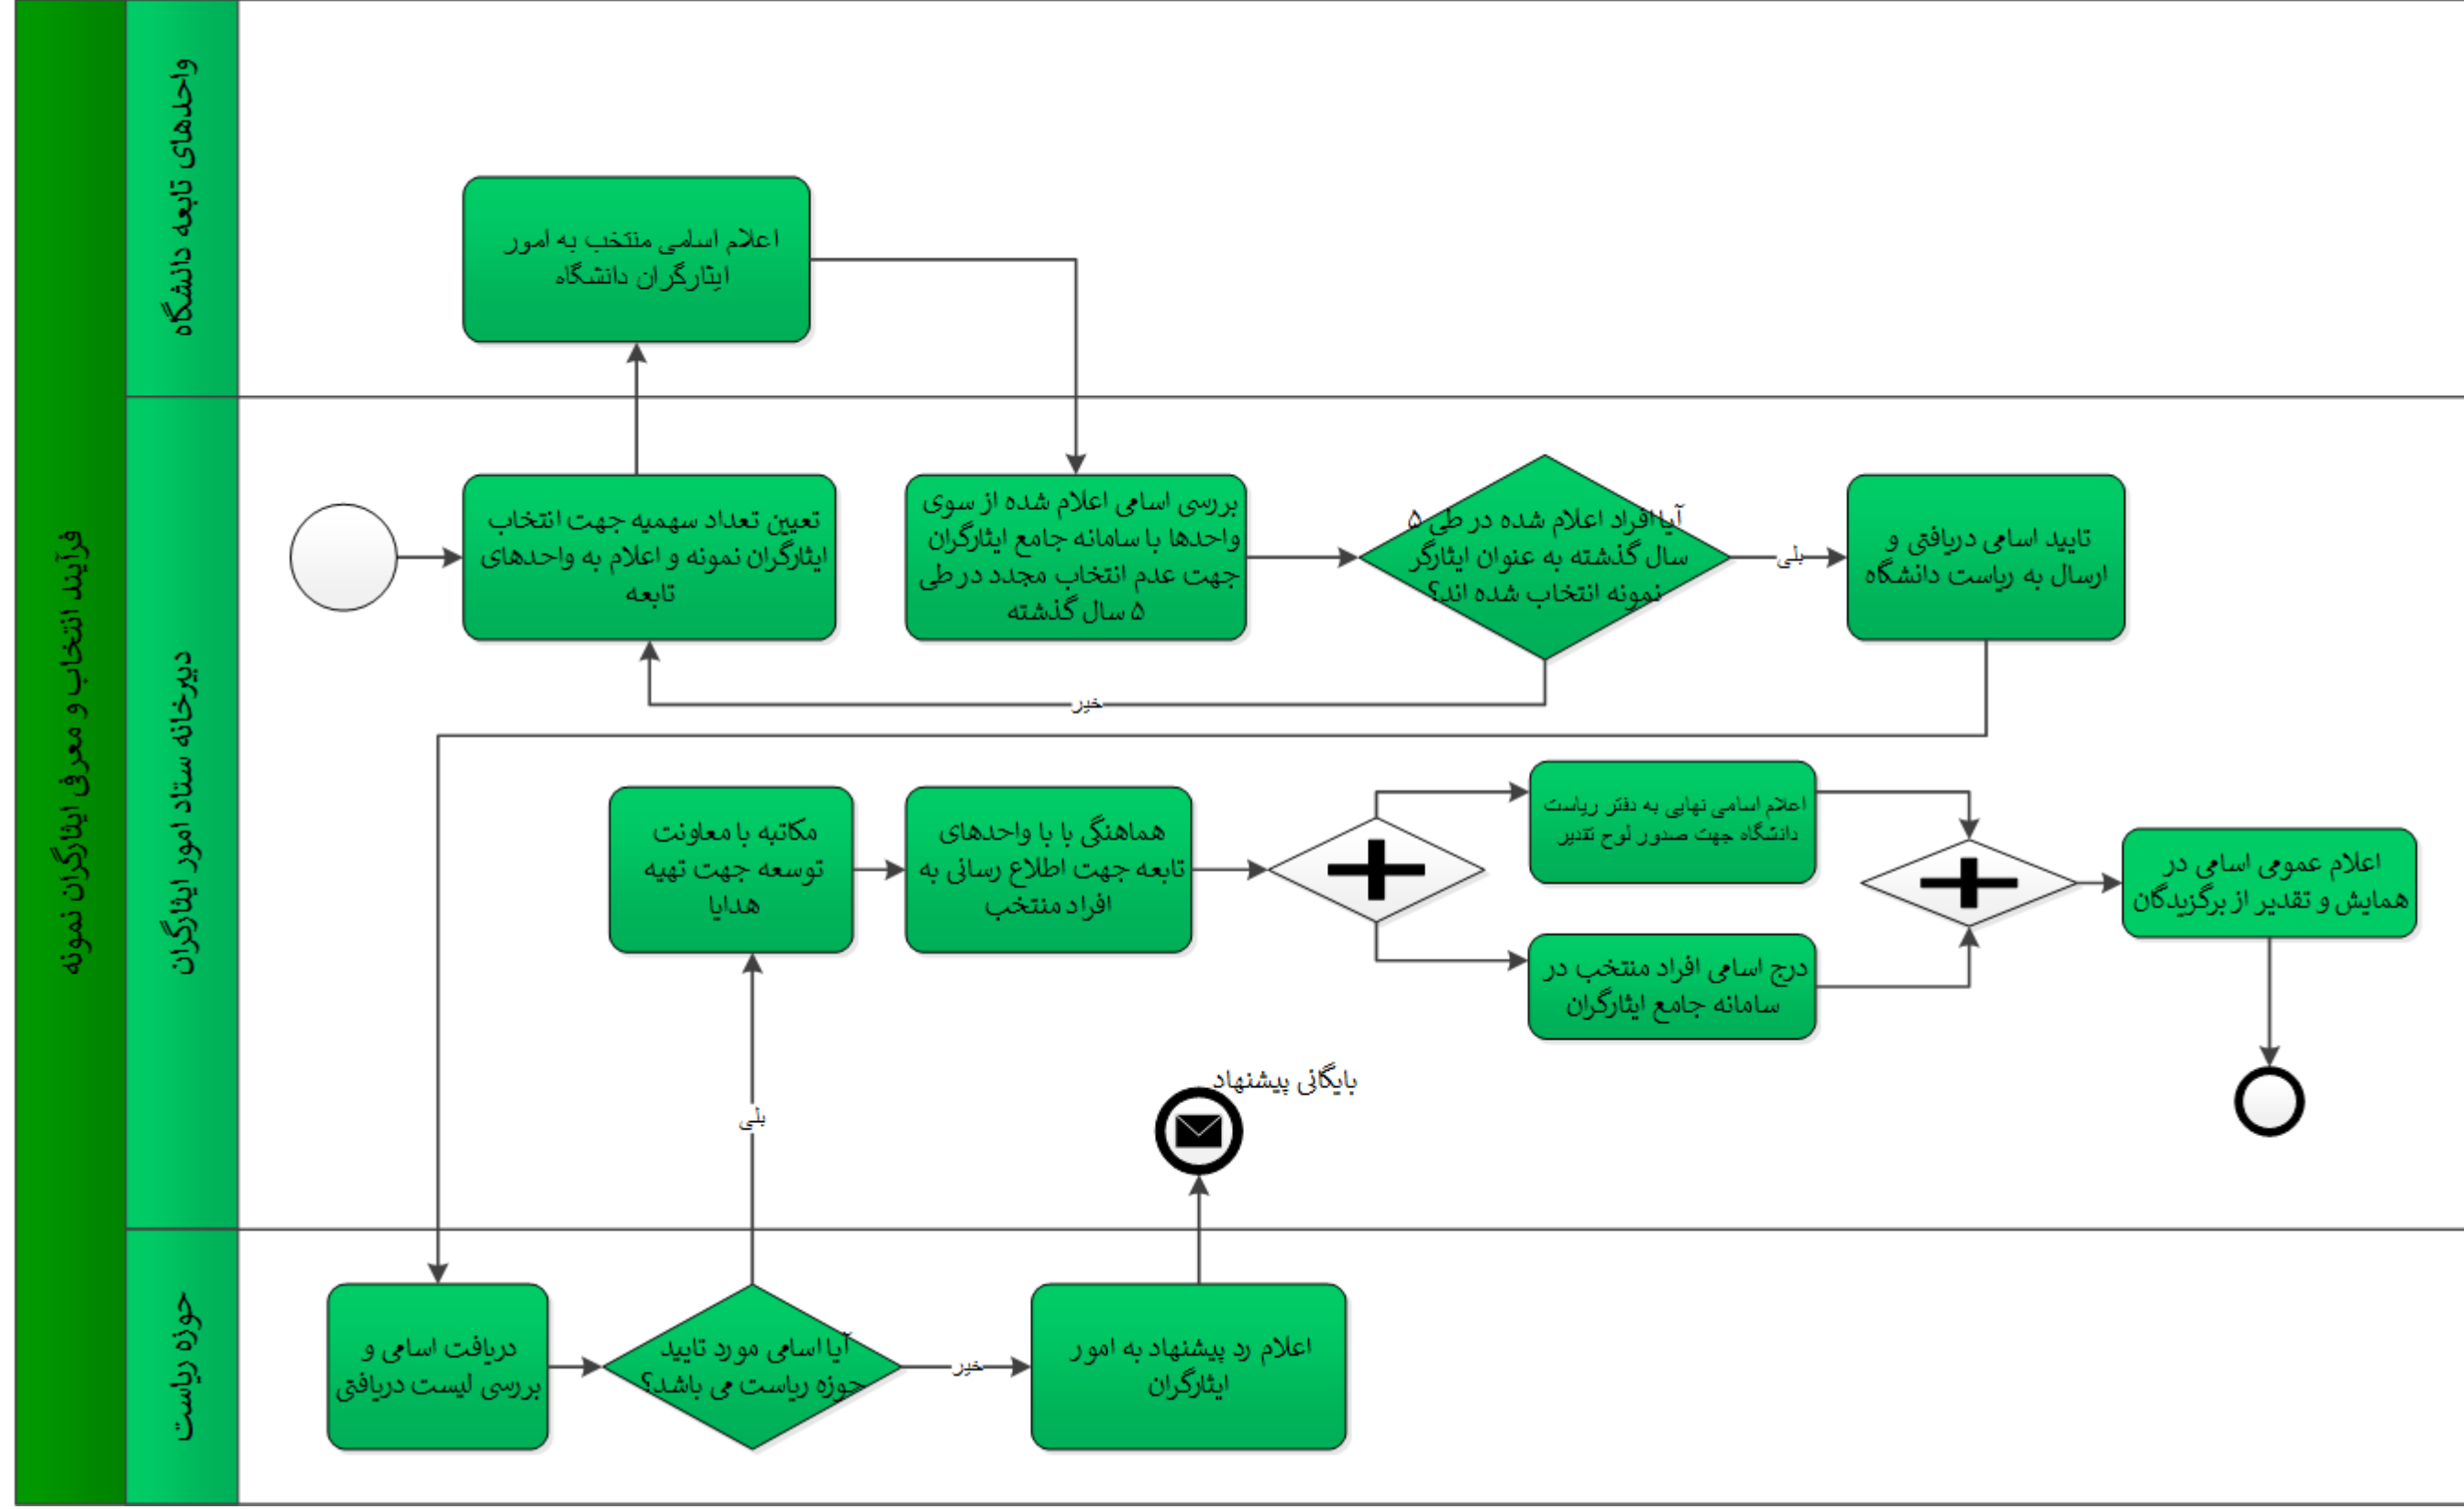 فرآیند انتخاب و معرفی ایثارگران نمونه
واحدهای تابعه دانشگاه
اعلام اسامی منتخب به امور
ایثارگران دانشگاه
دبیرخانه ستاد امور ایثارگران
تعیین تعداد سهمیه جهت انتخاب
ایثارگران نمونه و اعلام به واحدهای
تابعه
بررسی اسامی اعلام شده از سوی
واحدها با سامانه جامع ایثارگران
جهت عدم انتخاب مجدد در طی
۵ سال گذشته
آیا افراد اعلام شده در طی ۵
سال گذشته به عنوان ایثارگر
نمونه انتخاب شده اند؟
بلی
تایید اسامی دریافتی و
ارسال به ریاست دانشگاه
خیر
مکاتبه با معاونت
توسعه جهت تهیه
هدایا
هماهنگی با با واحدهای
تابعه جهت اطلاع رسانی به
افراد منتخب
اعلام اسامی نهایی به دفتر ریاست
دانشگاه جهت صدور لوح تقدیر
درج اسامی افراد منتخب در
سامانه جامع ایثارگران
اعلام عمومی اسامی در
همایش و تقدیر از برگزیدگان
بایگانی پیشنهاد
بلی
حوزه ریاست
دریافت اسامی و
بررسی لیست دریافتی
آیا اسامی مورد تایید
حوزه ریاست می باشد؟
خیر
اعلام رد پیشنهاد به امور
ایثارگران